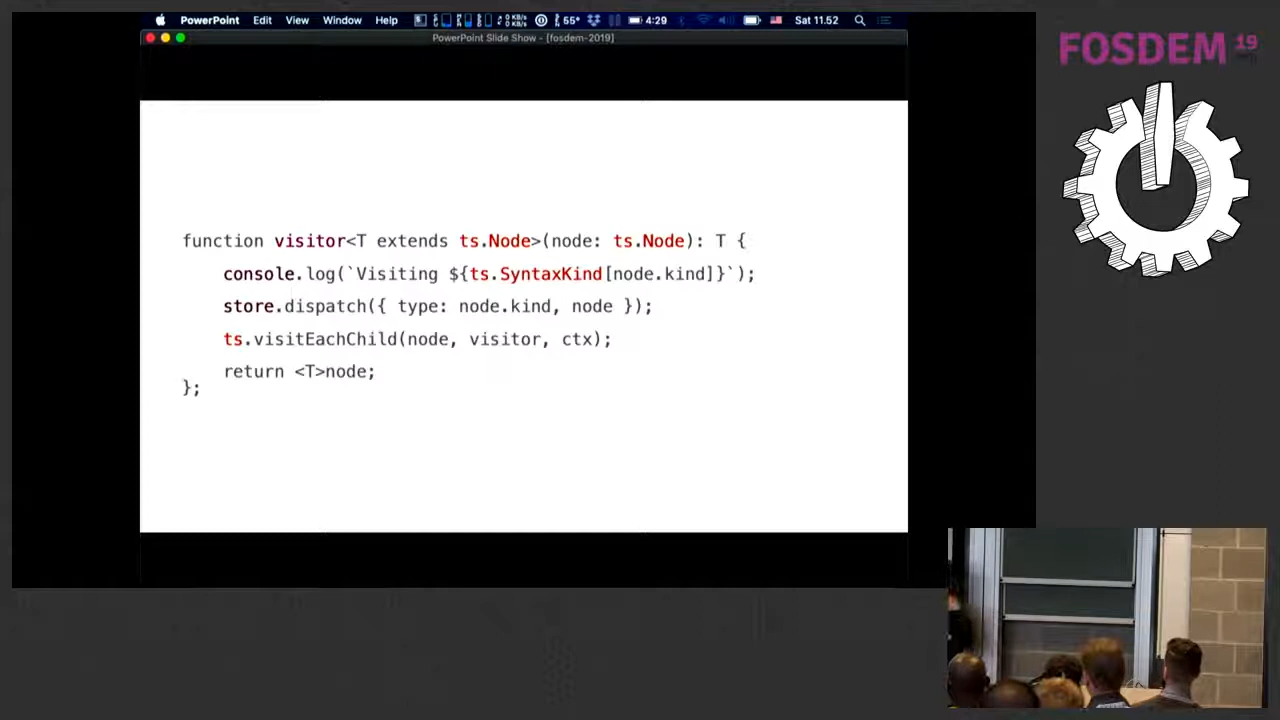 PowerPoint Edit View Window Help 55° 4:29 Sat 11.52
PowerPoint Slide Show - [fosdem-2019]
FOSDEM 19
function visitor<T extends ts.Node>(node: ts.Node): T {
console.log(`Visiting ${ts.SyntaxKind[node.kind]}`);
store.dispatch({ type: node.kind, node });
ts.visitEachChild(node, visitor, ctx);
return <T>node;
};